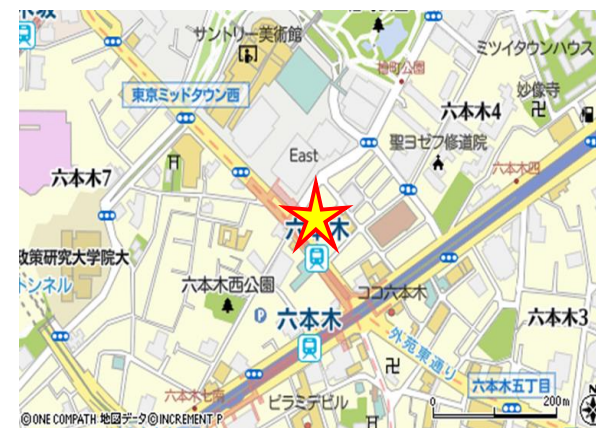 木坂
サントリー美術館
ミツイタウンハウス
檜町公園
東京ミッドタウン西
妙像寺
六本木4
聖ヨゼフ修道院
East
六本木7
六本木四
六本木
政策研究大学院大
トンネル
六本木西公園
ココ六本木
六本木
六本木3
外苑東通り
六本木五丁目
六本木七南
ピラミデビル
0
200m
N
©ONE COMPATH 地図データ©INCREMENT P